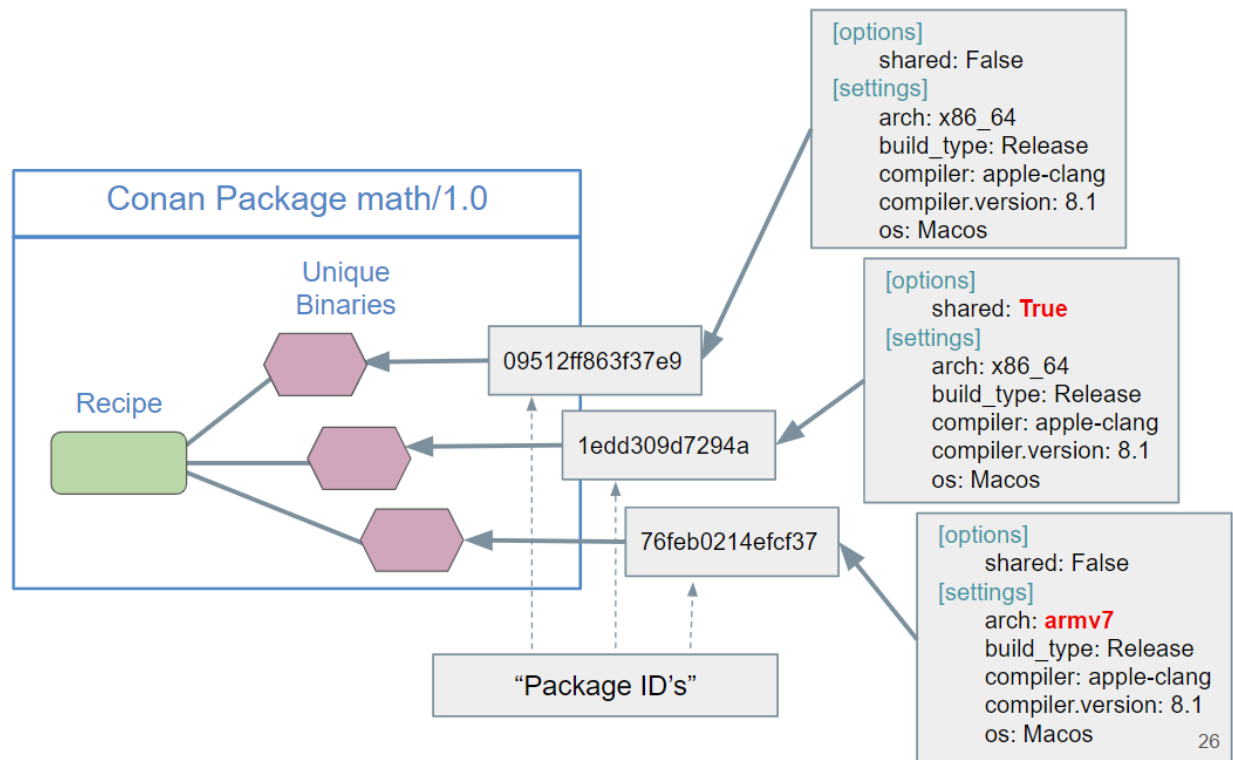 [options]
shared: False
[settings]
arch: x86_64
build_type: Release
compiler: apple-clang
compiler.version: 8.1
os: Macos
Conan Package math/1.0
Unique
Binaries
Recipe
09512ff863f37e9
1edd309d7294a
76feb0214efcf37
“Package ID’s”
[options]
shared: True
[settings]
arch: x86_64
build_type: Release
compiler: apple-clang
compiler.version: 8.1
os: Macos
[options]
shared: False
[settings]
arch: armv7
build_type: Release
compiler: apple-clang
compiler.version: 8.1
os: Macos
26